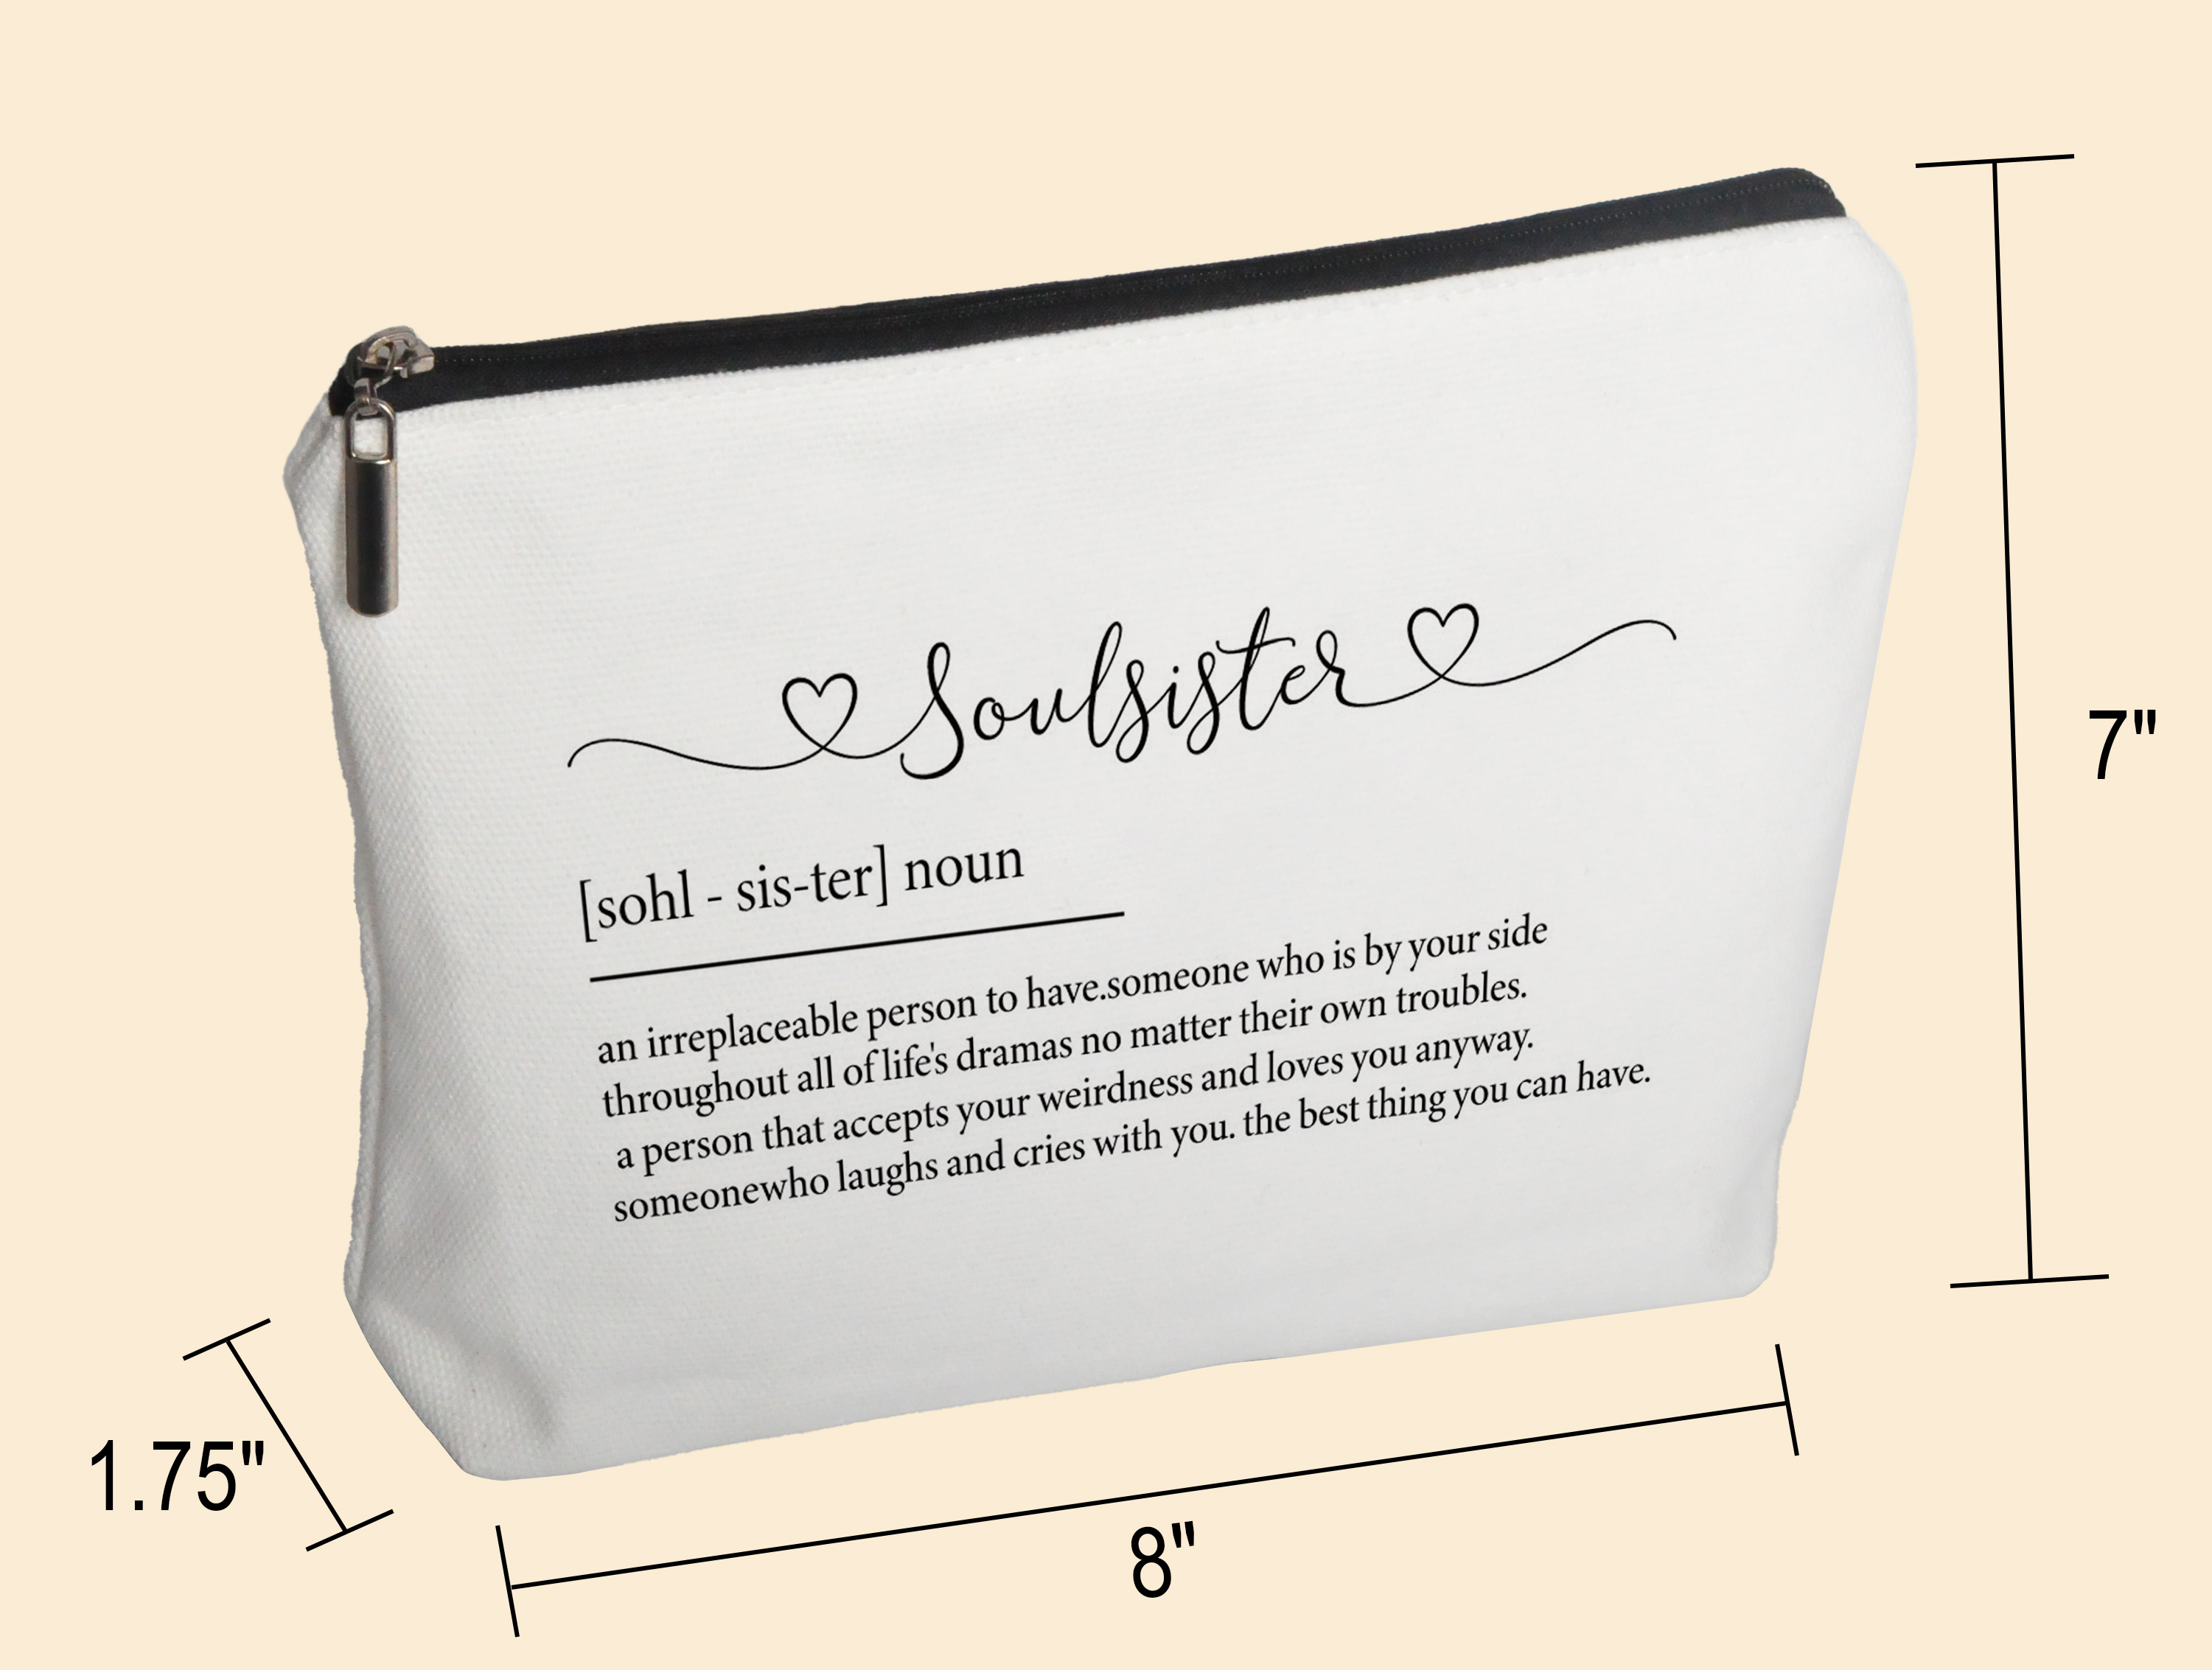 Soulsister
[sohl - sis-ter] noun
an irreplaceable person to have.someone who is by your side
throughout all of life's dramas no matter their own troubles.
a person that accepts your weirdness and loves you anyway.
someonewho laughs and cries with you. the best thing you can have.
7"
1.75"
8"